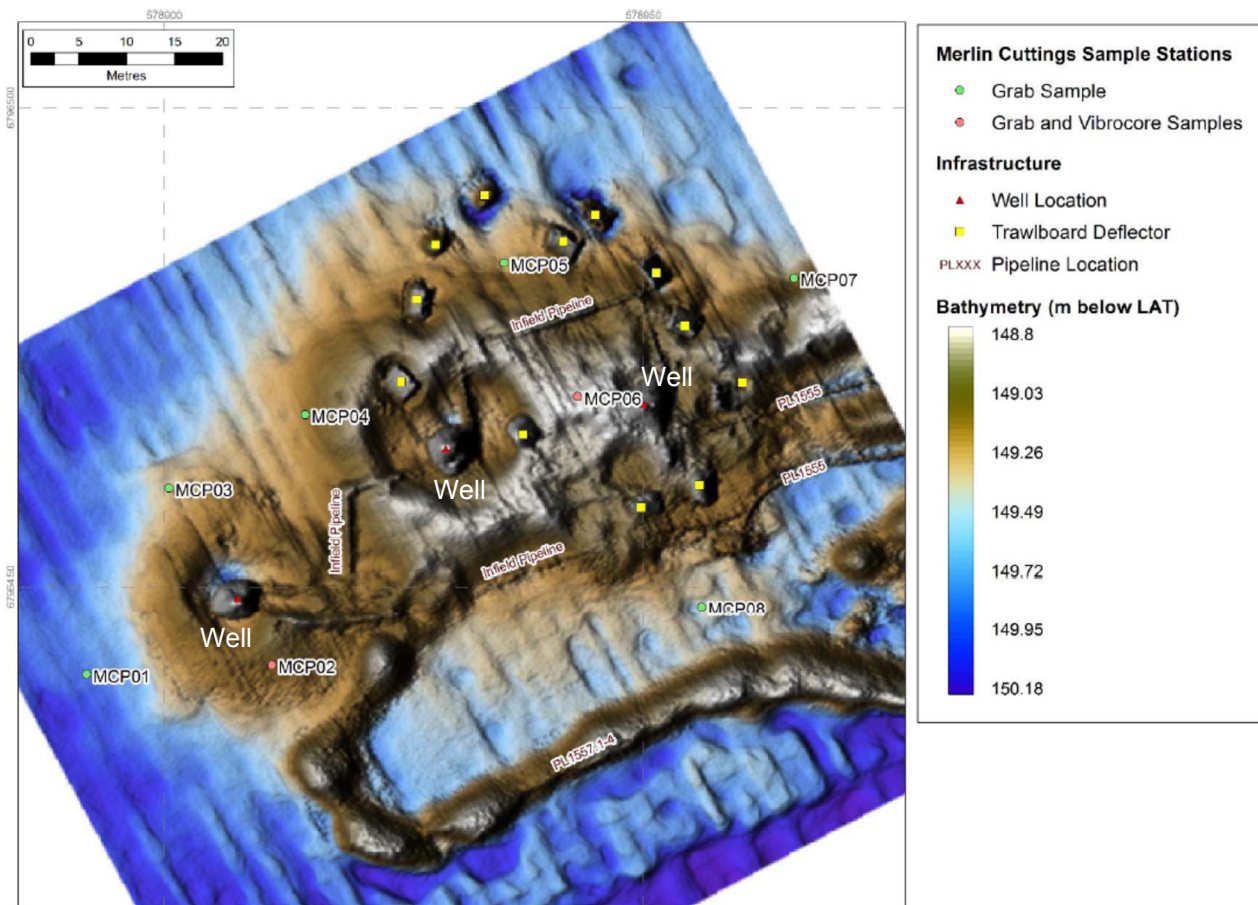 578900
578950
0 5 10 15 20
Metres
6796500
6796450
MCP05
MCP07
Infield Pipeline
Well
MCP06
PL1555
MCP04
Well
PL1555
MCP03
Infield Pipeline
Infield Pipeline
MCP08
Well
MCP02
MCP01
PL1557.1-4
Merlin Cuttings Sample Stations
Grab Sample
Grab and Vibrocore Samples
Infrastructure
Well Location
Trawlboard Deflector
PLXXX Pipeline Location
Bathymetry (m below LAT)
148.8
149.03
149.26
149.49
149.72
149.95
150.18